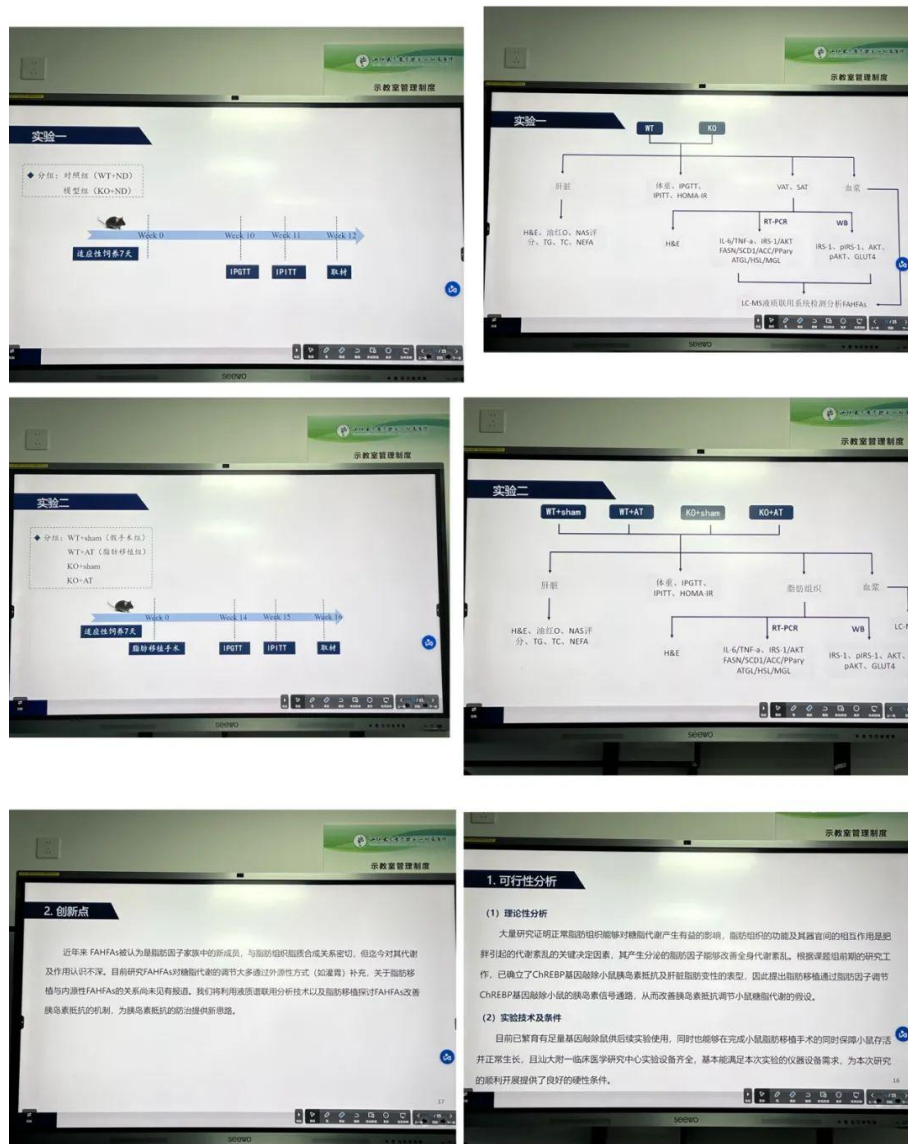 示教室管理制度
实验一
◆ 分组：对照组（WT+ND）
模型组（KO+ND）
Week 0
Week 10
Week 11
Week 12
适应性饲养7天
IPGTT
IPITT
取材
seewo
示教室管理制度
实验一
WT
KO
肝脏
体重、IPGTT、
IPITT、HOMA-IR
VAT、SAT
血浆
RT-PCR
WB
H&E、油红O、NAS评
分、TG、TC、NEFA
H&E
IL-6/TNF-a、IRS-1/AKT
FASN/SCD1/ACC/PPary
ATGL/HSL/MGL
IRS-1、pIRS-1、AKT、
pAKT、GLUT4
LC-MS液质联用系统检测分析FAHFAs
seewo
示教室管理制度
实验二
◆ 分组：WT+sham（假手术组）
WT+AT（脂肪移植组）
KO+sham
KO+AT
Week 0
Week 14
Week 15
Week 16
适应性饲养7天
脂肪移植手术
IPGTT
IPITT
取材
seewo
示教室管理制度
实验二
WT+sham
WT+AT
KO+sham
KO+AT
肝脏
体重、IPGTT、
IPITT、HOMA-IR
脂肪组织
血浆
RT-PCR
WB
H&E、油红O、NAS评
分、TG、TC、NEFA
H&E
IL-6/TNF-a、IRS-1/AKT
FASN/SCD1/ACC/PPary
ATGL/HSL/MGL
IRS-1、pIRS-1、AKT、
pAKT、GLUT4
seewo
示教室管理制度
2. 创新点
近年来 FAHFAs被认为是脂肪因子家族中的新成员，与脂肪组织脂质合成关系密切，但迄今对其代谢
及作用认识不深。目前研究FAHFAs对糖脂代谢的调节大多通过外源性方式（如灌胃）补充，关于脂肪移
植与内源性FAHFAs的关系尚未见有报道。我们将利用液质谱联用分析技术以及脂肪移植探讨FAHFAs改善
胰岛素抵抗的机制，为胰岛素抵抗的防治提供新思路。
17
seewo
示教室管理制度
1. 可行性分析
（1）理论性分析
大量研究证明正常脂肪组织能够对糖脂代谢产生有益的影响，脂肪组织的功能及其器官间的相互作用是肥
胖引起的代谢紊乱的关键决定因素，其产生分泌的脂肪因子能够改善全身代谢紊乱。根据课题组前期的研究工
作，已确立了ChREBP基因敲除小鼠胰岛素抵抗及肝脏脂肪变性的表型，因此提出脂肪移植通过脂肪因子调节
ChREBP基因敲除小鼠的胰岛素信号通路，从而改善胰岛素抵抗调节小鼠糖脂代谢的假设。
（2）实验技术及条件
目前已繁育有足量基因敲除鼠供后续实验使用，同时也能够在完成小鼠脂肪移植手术的同时保障小鼠存活
并正常生长，且汕大附一临床医学研究中心实验设备齐全，基本能满足本次实验的仪器设备需求，为本次研究
的顺利开展提供了良好的硬性条件。
16
seewo